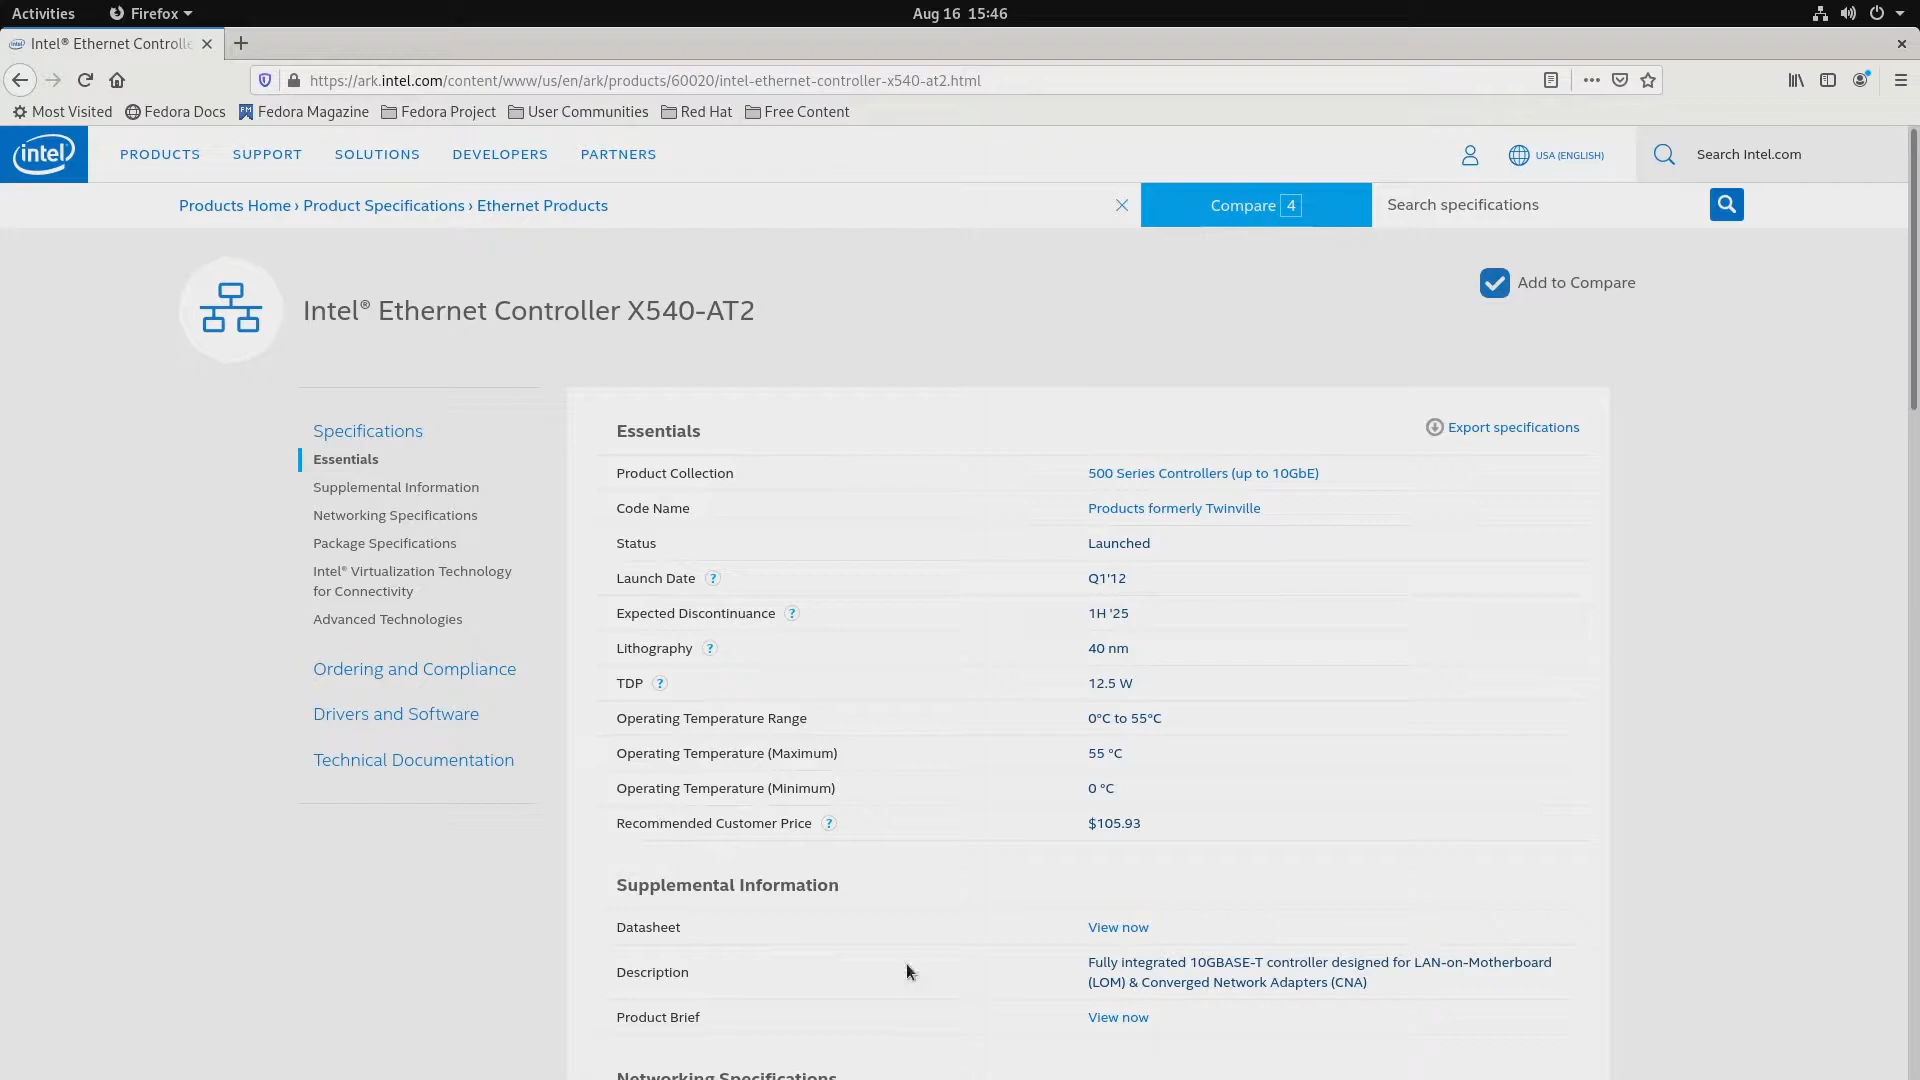 Activities
Firefox
Aug 16 15:46
Intel® Ethernet Controlle
https://ark.intel.com/content/www/us/en/ark/products/60020/intel-ethernet-controller-x540-at2.html
Most Visited
Fedora Docs
Fedora Magazine
Fedora Project
User Communities
Red Hat
Free Content
intel
PRODUCTS
SUPPORT
SOLUTIONS
DEVELOPERS
PARTNERS
USA (ENGLISH)
Search Intel.com
Products Home › Product Specifications › Ethernet Products
Compare 4
Search specifications
Intel® Ethernet Controller X540-AT2
Add to Compare
Specifications
Essentials
Supplemental Information
Networking Specifications
Package Specifications
Intel® Virtualization Technology
for Connectivity
Advanced Technologies
Ordering and Compliance
Drivers and Software
Technical Documentation
Essentials
Export specifications
Product Collection
500 Series Controllers (up to 10GbE)
Code Name
Products formerly Twinville
Status
Launched
Launch Date ?
Q1'12
Expected Discontinuance ?
1H '25
Lithography ?
40 nm
TDP ?
12.5 W
Operating Temperature Range
0°C to 55°C
Operating Temperature (Maximum)
55 °C
Operating Temperature (Minimum)
0 °C
Recommended Customer Price ?
$105.93
Supplemental Information
Datasheet
View now
Description
Fully integrated 10GBASE-T controller designed for LAN-on-Motherboard
(LOM) & Converged Network Adapters (CNA)
Product Brief
View now
Networking Specifications